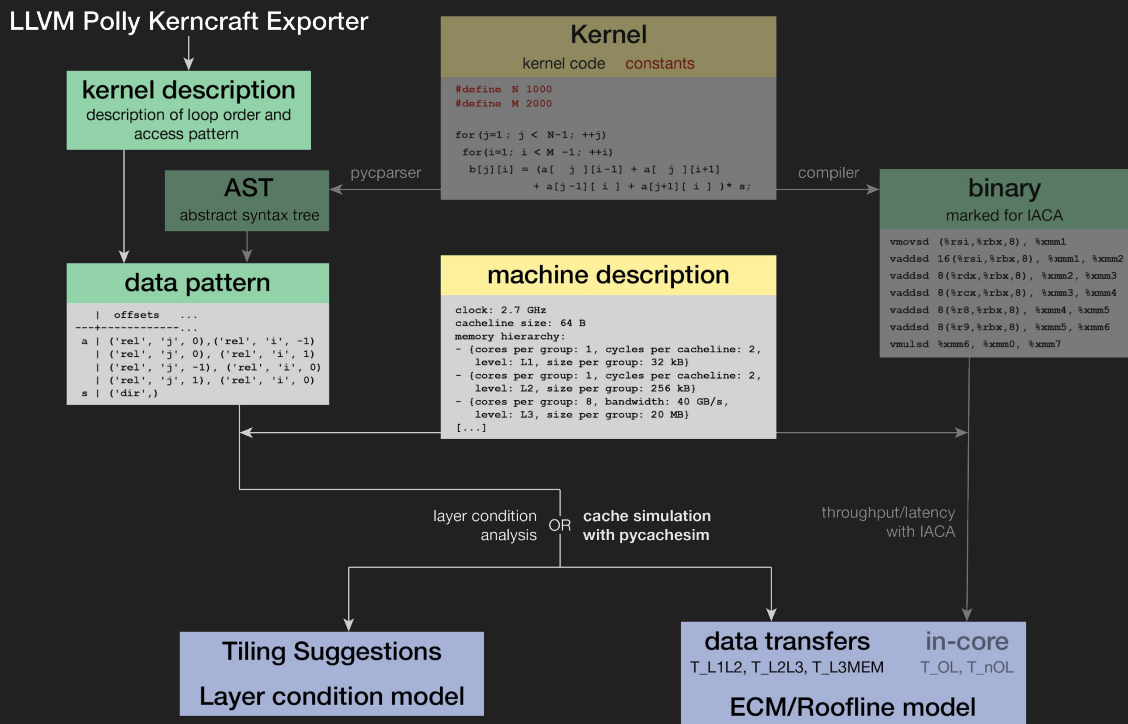 LLVM Polly Kerncraft Exporter
kernel description
description of loop order and
access pattern
Kernel
kernel code constants
#define N 1000
#define M 2000
for(j=1; j < N-1; ++j)
for(i=1; i < M -1; ++i)
b[j][i] = (a[ j ][i-1] + a[ j ][i+1]
+ a[j-1][ i ] + a[j+1][ i ] )* s;
pycparser
compiler
AST
abstract syntax tree
binary
marked for IACA
vmovsd (%rsi,%rbx,8), %xmm1
vaddsd 16(%rsi,%rbx,8), %xmm1, %xmm2
vaddsd 8(%rdx,%rbx,8), %xmm2, %xmm3
vaddsd 8(%rcx,%rbx,8), %xmm3, %xmm4
vaddsd 8(%r8,%rbx,8), %xmm4, %xmm5
vaddsd 8(%r9,%rbx,8), %xmm5, %xmm6
vmulsd %xmm6, %xmm0, %xmm7
data pattern
| offsets ...
---+------------...
a | ('rel', 'j', 0),('rel', 'i', -1)
| ('rel', 'j', 0), ('rel', 'i', 1)
| ('rel', 'j', -1), ('rel', 'i', 0)
| ('rel', 'j', 1), ('rel', 'i', 0)
s | ('dir',)
machine description
clock: 2.7 GHz
cacheline size: 64 B
memory hierarchy:
- {cores per group: 1, cycles per cacheline: 2,
level: L1, size per group: 32 kB}
- {cores per group: 1, cycles per cacheline: 2,
level: L2, size per group: 256 kB}
- {cores per group: 8, bandwidth: 40 GB/s,
level: L3, size per group: 20 MB}
[...]
layer condition
analysis
OR
cache simulation
with pycachesim
throughput/latency
with IACA
Tiling Suggestions
Layer condition model
data transfers
T_L1L2, T_L2L3, T_L3MEM
in-core
T_OL, T_nOL
ECM/Roofline model